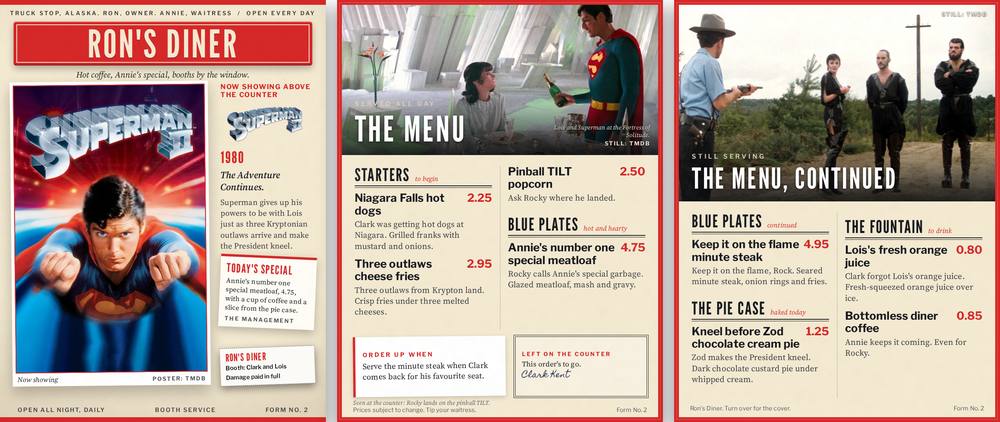 TRUCK STOP, ALASKA. RON, OWNER. ANNIE, WAITRESS / OPEN EVERY DAY
RON'S DINER
Hot coffee, Annie's special, booths by the window.
SUPERMAN II
Now showing
POSTER: TMDB
NOW SHOWING ABOVE
THE COUNTER
SUPERMAN II
1980
The Adventure
Continues.
Superman gives up his
powers to be with Lois
just as three Kryptonian
outlaws arrive and make
the President kneel.
TODAY'S SPECIAL
Annie's number one
special meatloaf, 4.75,
with a cup of coffee and a
slice from the pie case.
THE MANAGEMENT
RON'S DINER
Booth: Clark and Lois
Damage paid in full
OPEN ALL NIGHT, DAILY
BOOTH SERVICE
FORM NO. 2
SERVED ALL DAY
THE MENU
Lois and Superman at the Fortress of
Solitude.
STILL: TMDB
STARTERS to begin
Niagara Falls hot
dogs 2.25
Clark was getting hot dogs at
Niagara. Grilled franks with
mustard and onions.
Three outlaws
cheese fries 2.95
Three outlaws from Krypton land.
Crisp fries under three melted
cheeses.
Pinball TILT
popcorn 2.50
Ask Rocky where he landed.
BLUE PLATES hot and hearty
Annie's number one
special meatloaf 4.75
Rocky calls Annie's special garbage.
Glazed meatloaf, mash and gravy.
ORDER UP WHEN
Serve the minute steak when Clark
comes back for his favourite seat.
LEFT ON THE COUNTER
This order's to go.
Clark Kent
Seen at the counter: Rocky lands on the pinball TILT.
Prices subject to change. Tip your waitress.
Form No. 2
STILL: TMDB
STILL SERVING
THE MENU, CONTINUED
BLUE PLATES continued
Keep it on the flame
minute steak 4.95
Keep it on the flame, Rock. Seared
minute steak, onion rings and fries.
THE PIE CASE baked today
Kneel before Zod
chocolate cream pie 1.25
Zod makes the President kneel.
Dark chocolate custard pie under
whipped cream.
THE FOUNTAIN to drink
Lois's fresh orange
juice 0.80
Clark forgot Lois's orange juice.
Fresh-squeezed orange juice over
ice.
Bottomless diner
coffee 0.85
Annie keeps it coming. Even for
Rocky.
Ron's Diner. Turn over for the cover.
Form No. 2